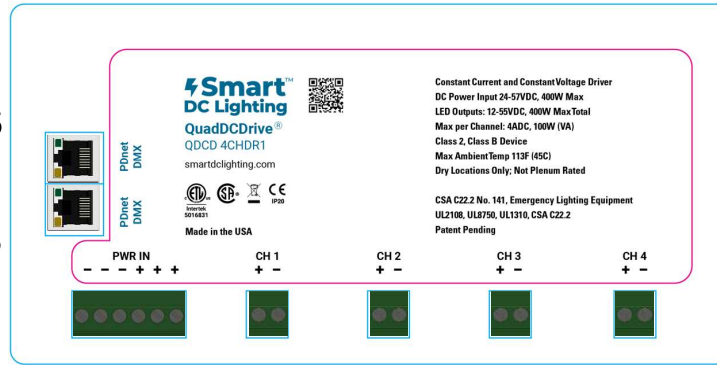 Smart™
DC Lighting
QuadDCDrive®
QDCD 4CHDR1
smartdclighting.com
ETL
Intertek
5016831
CE
IP20
Made in the USA
Constant Current and Constant Voltage Driver
DC Power Input 24-57VDC, 400W Max
LED Outputs: 12-55VDC, 400W Max Total
Max per Channel: 4ADC, 100W (VA)
Class 2, Class B Device
Max Ambient Temp 113F (45C)
Dry Locations Only; Not Plenum Rated
CSA C22.2 No. 141, Emergency Lighting Equipment
UL2108, UL8750, UL1310, CSA C22.2
Patent Pending
PDnet
DMX
PDnet
DMX
PWR IN
− − − + + +
CH 1
+ −
CH 2
+ −
CH 3
+ −
CH 4
+ −